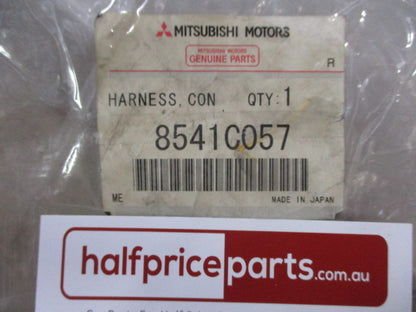 MITSUBISHI MOTORS
MITSUBISHI MOTORS
GENUINE PARTS
R
HARNESS, CON QTY:1
8541C057
ME MADE IN JAPAN
halfpriceparts.com.au